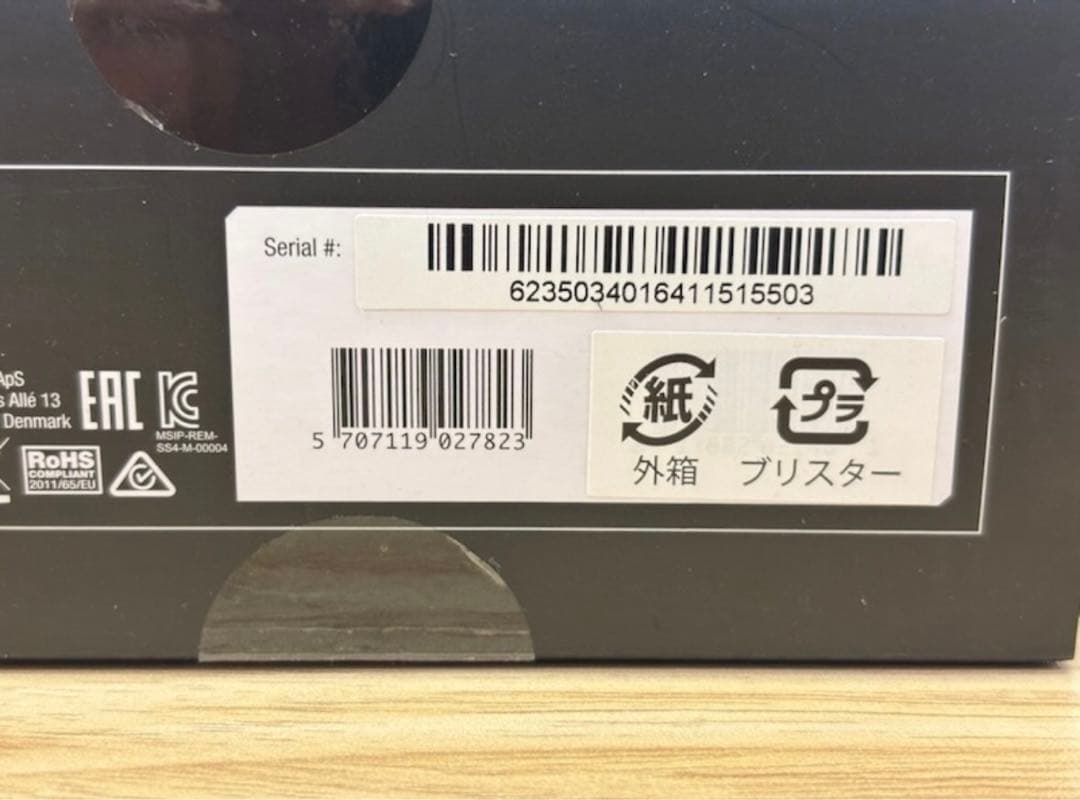 Serial #:
6235034016411515503
5 707119 027823
紙
プラ
外箱 ブリスター
ApS
s Allé 13
Denmark
EAC
KC
MSIP-REM-
SS4-M-00004
RoHS
COMPLIANT
2011/65/EU